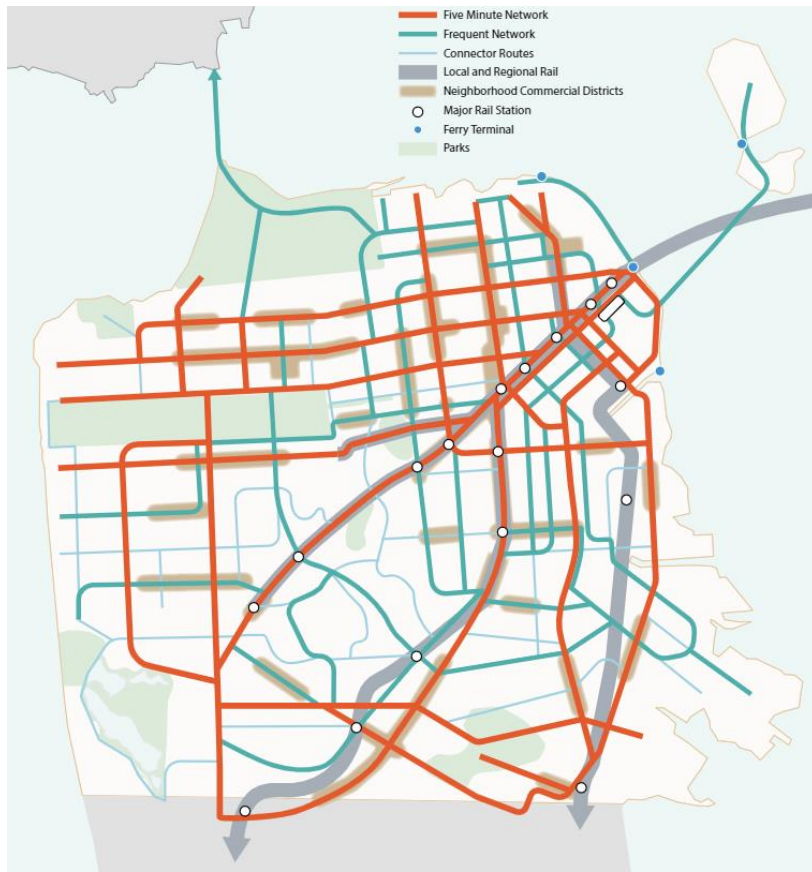 Five Minute Network
Frequent Network
Connector Routes
Local and Regional Rail
Neighborhood Commercial Districts
Major Rail Station
Ferry Terminal
Parks